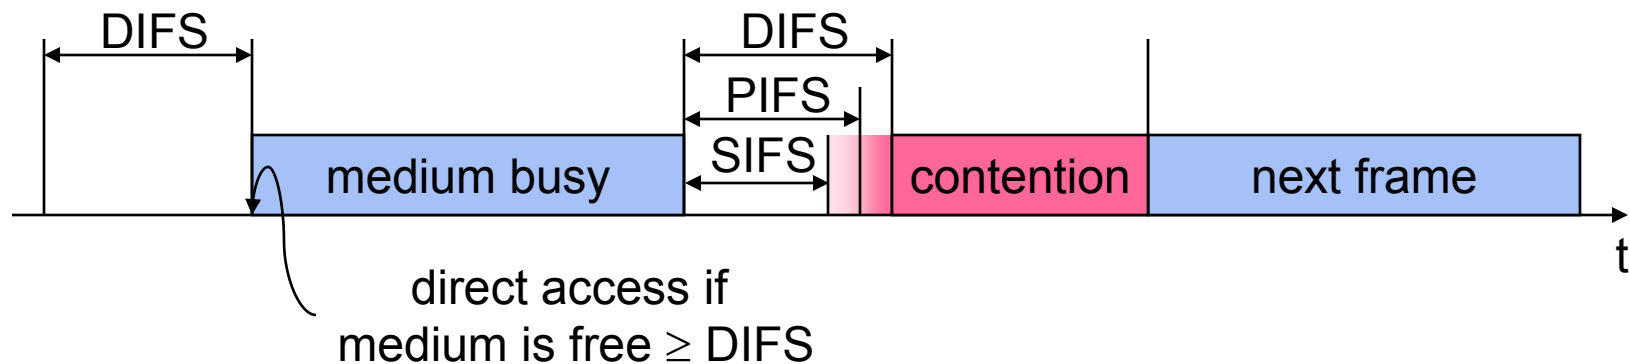 DIFS
DIFS
PIFS
SIFS
medium busy
contention
next frame
t
direct access if
medium is free ≥ DIFS